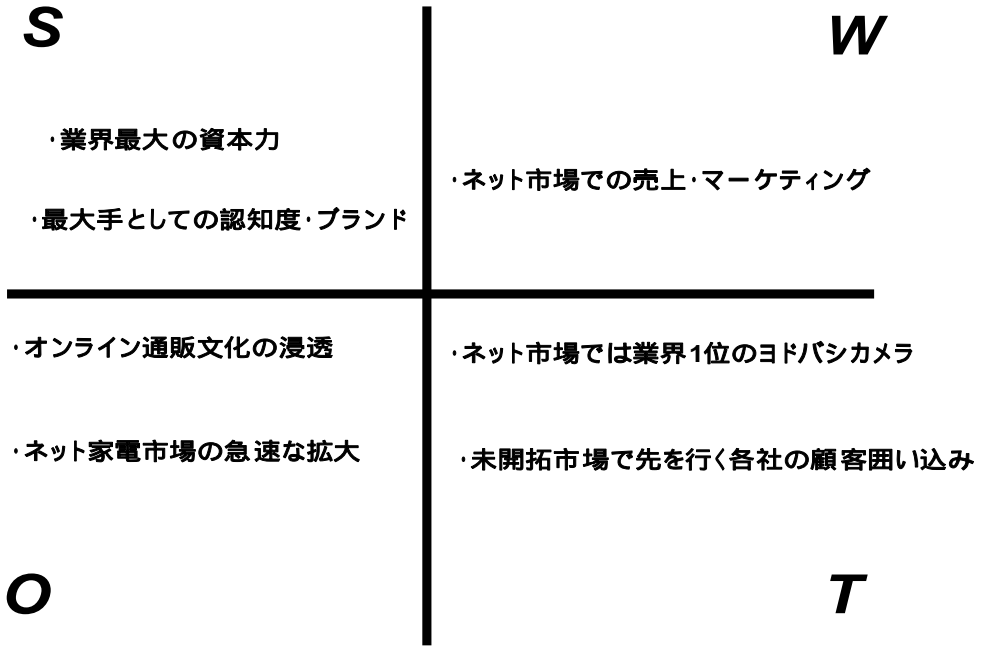 S
W
・業界最大の資本力
・最大手としての認知度・ブランド
・ネット市場での売上・マーケティング
・オンライン通販文化の浸透
・ネット家電市場の急速な拡大
・ネット市場では業界1位のヨドバシカメラ
・未開拓市場で先を行く各社の顧客囲い込み
O
T